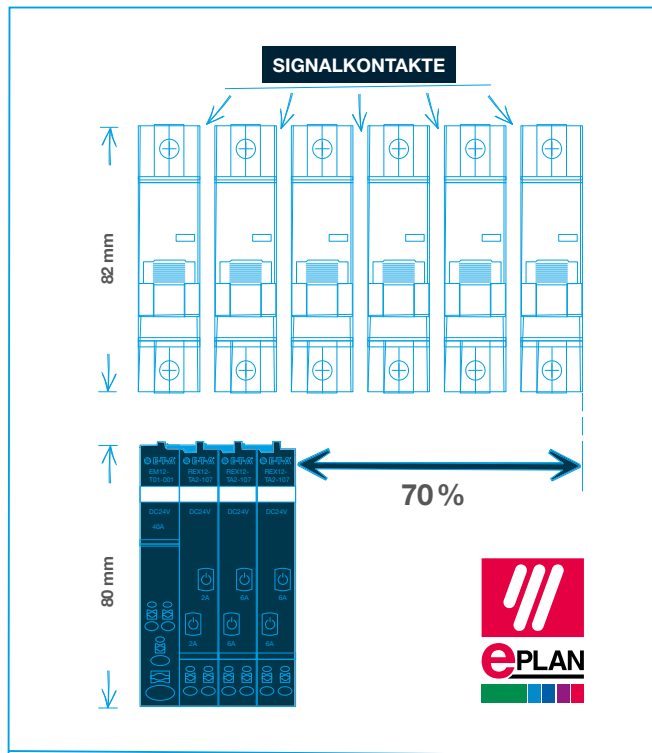 SIGNALKONTAKTE
82 mm
80 mm
E-T-A E-T-A E-T-A E-T-A
EM12- REX12- REX12- REX12-
T01-001 TA2-107 TA2-107 TA2-107
DC24V DC24V DC24V DC24V
40A
2A 6A 6A
2A 6A 6A
70 %
ePLAN